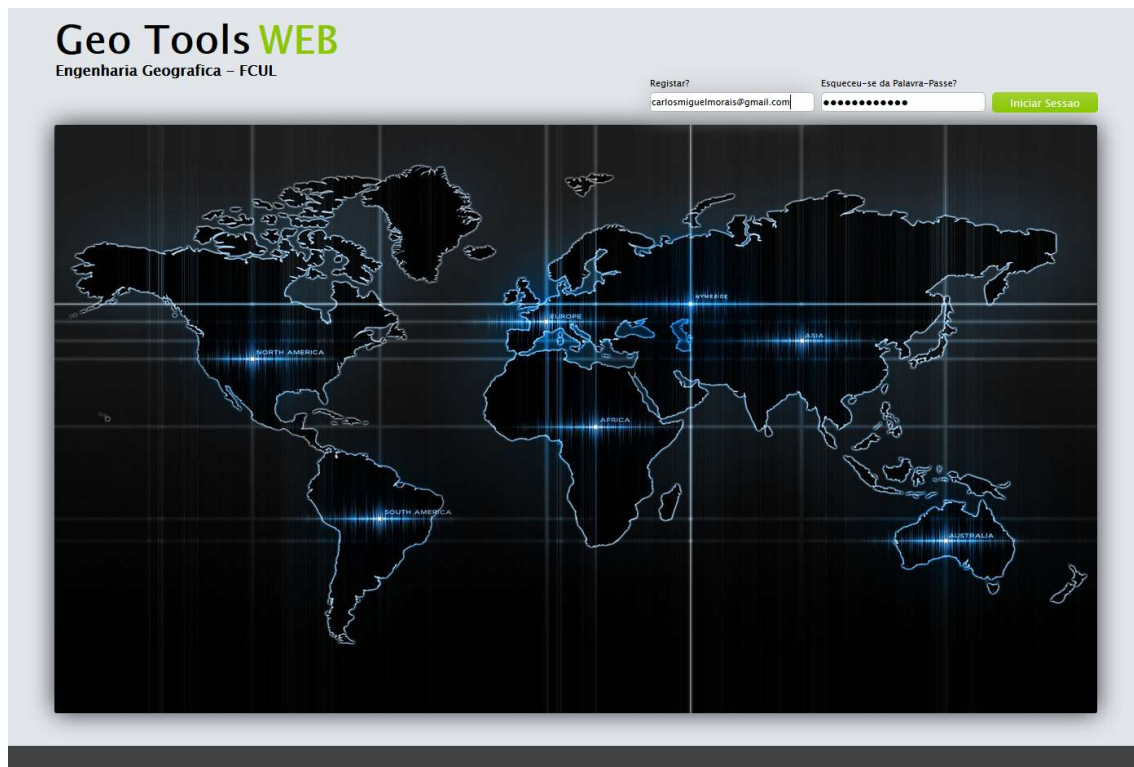 Geo Tools WEB
Engenharia Geografica – FCUL
Registar? Esqueceu-se da Palavra-Passe?
carlosmiguelmorais@gmail.com ●●●●●●●●●●●● Iniciar Sessao
EUROPE
ASIA
NORTH AMERICA
AFRICA
SOUTH AMERICA
AUSTRALIA